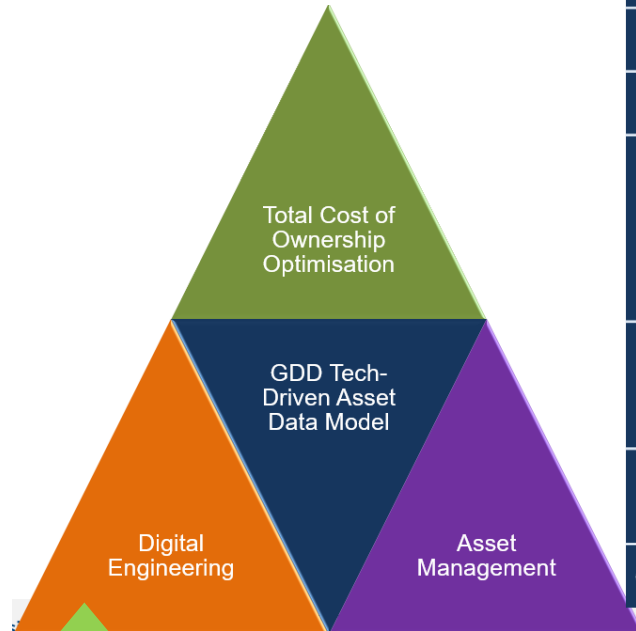 Total Cost of
Ownership
Optimisation
GDD Tech-
Driven Asset
Data Model
Digital
Engineering
Asset
Management